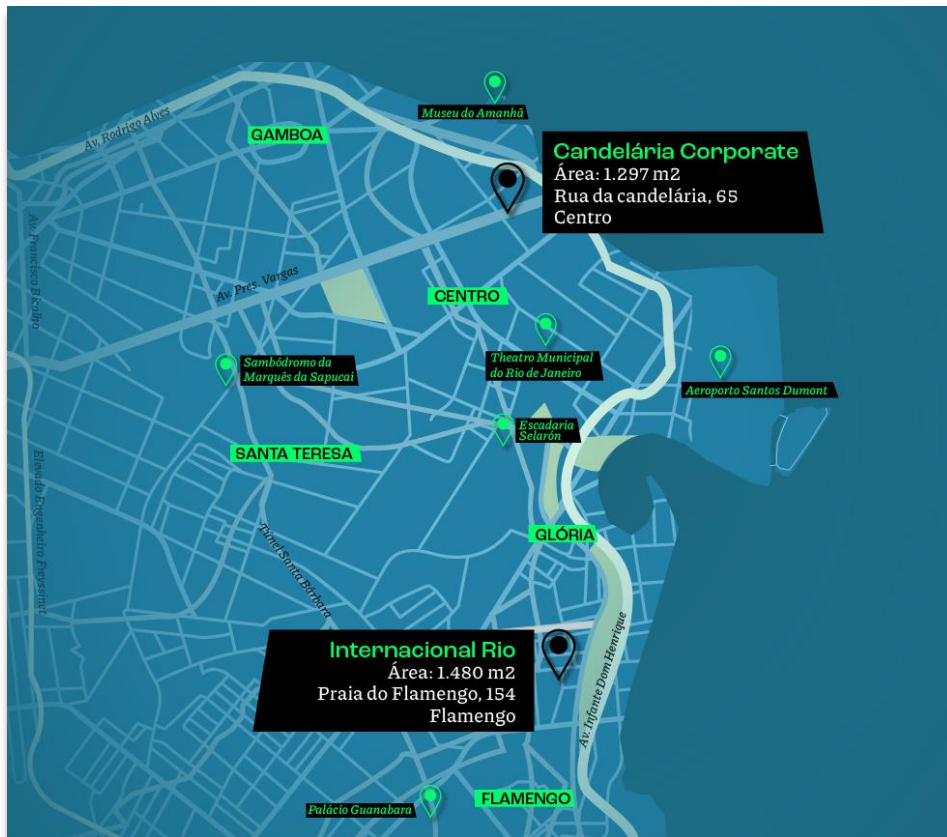 Museu do Amanhã
Av. Rodrigo Alves
GAMBOA
Candelária Corporate
Área: 1.297 m2
Rua da candelária, 65
Centro
Av. Francisco Bicalho
Av. Pres. Vargas
CENTRO
Sambódromo da
Marquês da Sapucaí
Theatro Municipal
do Rio de Janeiro
Aeroporto Santos Dumont
Escadaria
Selarón
SANTA TERESA
Elevado Engenheiro Freyssinet
GLÓRIA
Túnel Santa Bárbara
Internacional Rio
Área: 1.480 m2
Praia do Flamengo, 154
Flamengo
Av. Infante Dom Henrique
FLAMENGO
Palácio Guanabara